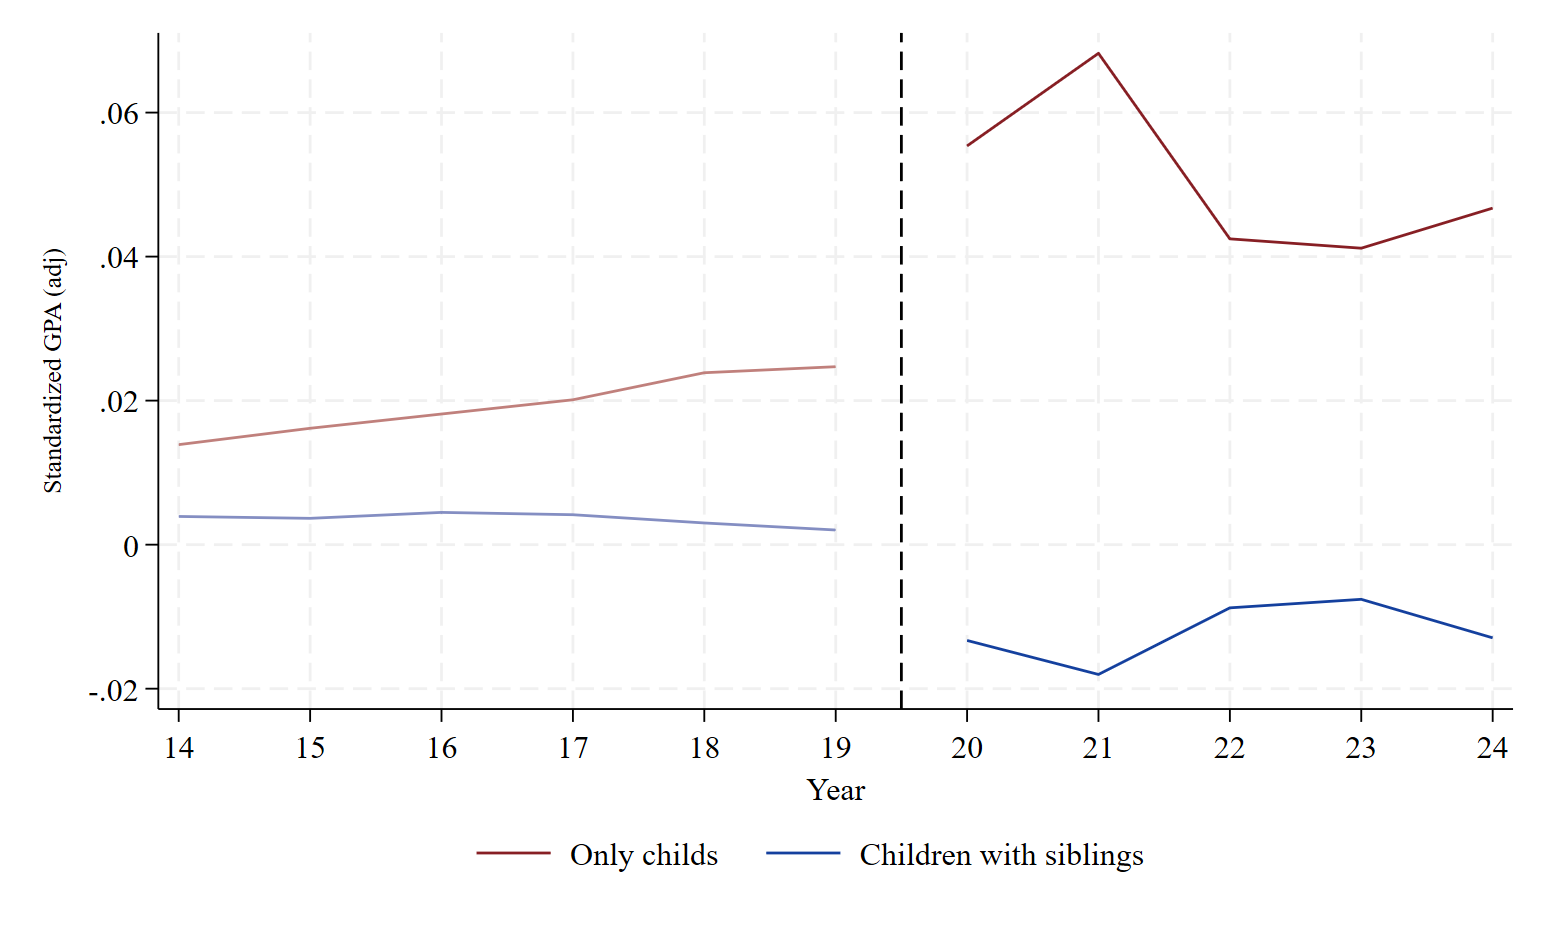 Standardized GPA (adj)
.06
.04
.02
0
-.02
14 15 16 17 18 19 20 21 22 23 24
Year
Only childs Children with siblings